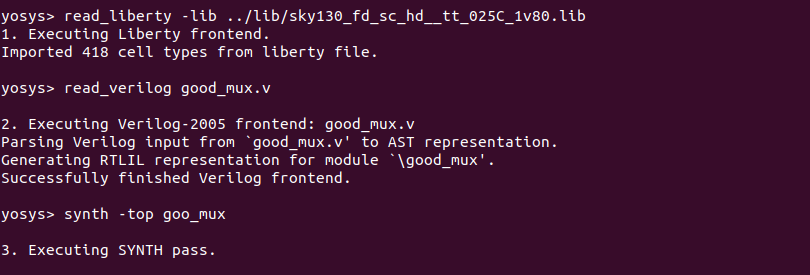 yosys> read_liberty -lib ../lib/sky130_fd_sc_hd__tt_025C_1v80.lib
1. Executing Liberty frontend.
Imported 418 cell types from liberty file.
yosys> read_verilog good_mux.v
2. Executing Verilog-2005 frontend: good_mux.v
Parsing Verilog input from `good_mux.v' to AST representation.
Generating RTLIL representation for module `\good_mux'.
Successfully finished Verilog frontend.
yosys> synth -top goo_mux
3. Executing SYNTH pass.